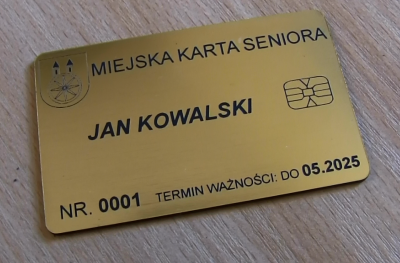 MIEJSKA KARTA SENIORA
JAN KOWALSKI
NR. 0001 TERMIN WAŻNOŚCI: DO 05.2025